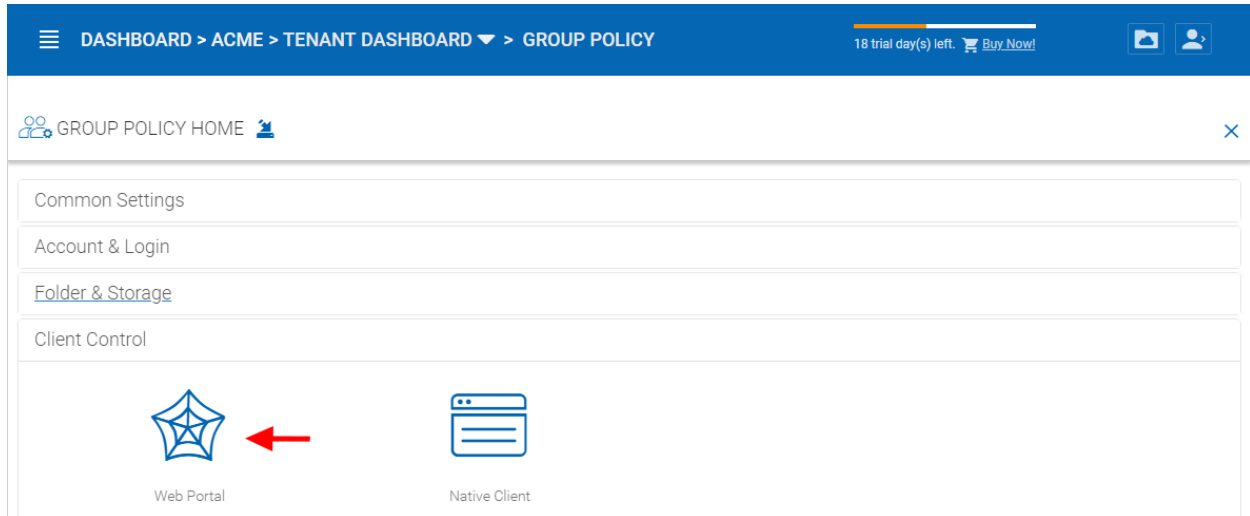 DASHBOARD > ACME > TENANT DASHBOARD > GROUP POLICY
18 trial day(s) left. Buy Now!
GROUP POLICY HOME
Common Settings
Account & Login
Folder & Storage
Client Control
Web Portal
Native Client